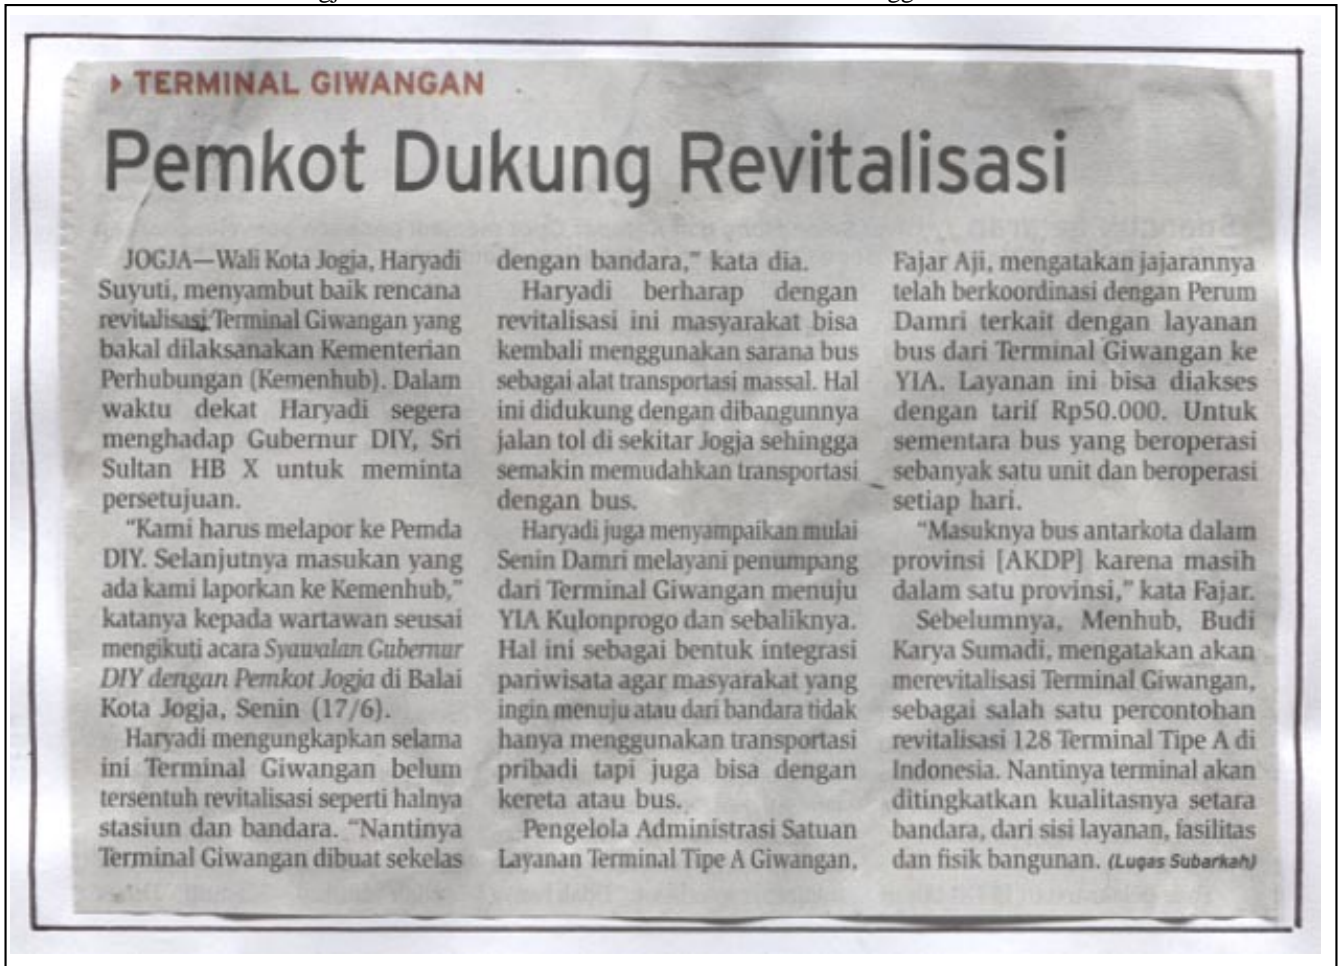 TERMINAL GIWANGAN
Pemkot Dukung Revitalisasi
JOGJA—Wali Kota Jogja, Haryadi
Suyuti, menyambut baik rencana
revitalisasi Terminal Giwangan yang
bakal dilaksanakan Kementerian
Perhubungan (Kemenhub). Dalam
waktu dekat Haryadi segera
menghadap Gubernur DIY, Sri
Sultan HB X untuk meminta
persetujuan.
“Kami harus melapor ke Pemda
DIY. Selanjutnya masukan yang
ada kami laporkan ke Kemenhub,”
katanya kepada wartawan seusai
mengikuti acara Syawalan Gubernur
DIY dengan Pemkot Jogja di Balai
Kota Jogja, Senin (17/6).
Haryadi mengungkapkan selama
ini Terminal Giwangan belum
tersentuh revitalisasi seperti halnya
stasiun dan bandara. “Nantinya
Terminal Giwangan dibuat sekelas
dengan bandara,” kata dia.
Haryadi berharap dengan
revitalisasi ini masyarakat bisa
kembali menggunakan sarana bus
sebagai alat transportasi massal. Hal
ini didukung dengan dibangunnya
jalan tol di sekitar Jogja sehingga
semakin memudahkan transportasi
dengan bus.
Haryadi juga menyampaikan mulai
Senin Damri melayani penumpang
dari Terminal Giwangan menuju
YIA Kulonprogo dan sebaliknya.
Hal ini sebagai bentuk integrasi
pariwisata agar masyarakat yang
ingin menuju atau dari bandara tidak
hanya menggunakan transportasi
pribadi tapi juga bisa dengan
kereta atau bus.
Pengelola Administrasi Satuan
Layanan Terminal Tipe A Giwangan,
Fajar Aji, mengatakan jajarannya
telah berkoordinasi dengan Perum
Damri terkait dengan layanan
bus dari Terminal Giwangan ke
YIA. Layanan ini bisa diakses
dengan tarif Rp50.000. Untuk
sementara bus yang beroperasi
sebanyak satu unit dan beroperasi
setiap hari.
“Masuknya bus antarkota dalam
provinsi [AKDP] karena masih
dalam satu provinsi,” kata Fajar.
Sebelumnya, Menhub, Budi
Karya Sumadi, mengatakan akan
merevitalisasi Terminal Giwangan,
sebagai salah satu percontohan
revitalisasi 128 Terminal Tipe A di
Indonesia. Nantinya terminal akan
ditingkatkan kualitasnya setara
bandara, dari sisi layanan, fasilitas
dan fisik bangunan. (Lugas Subarkah)